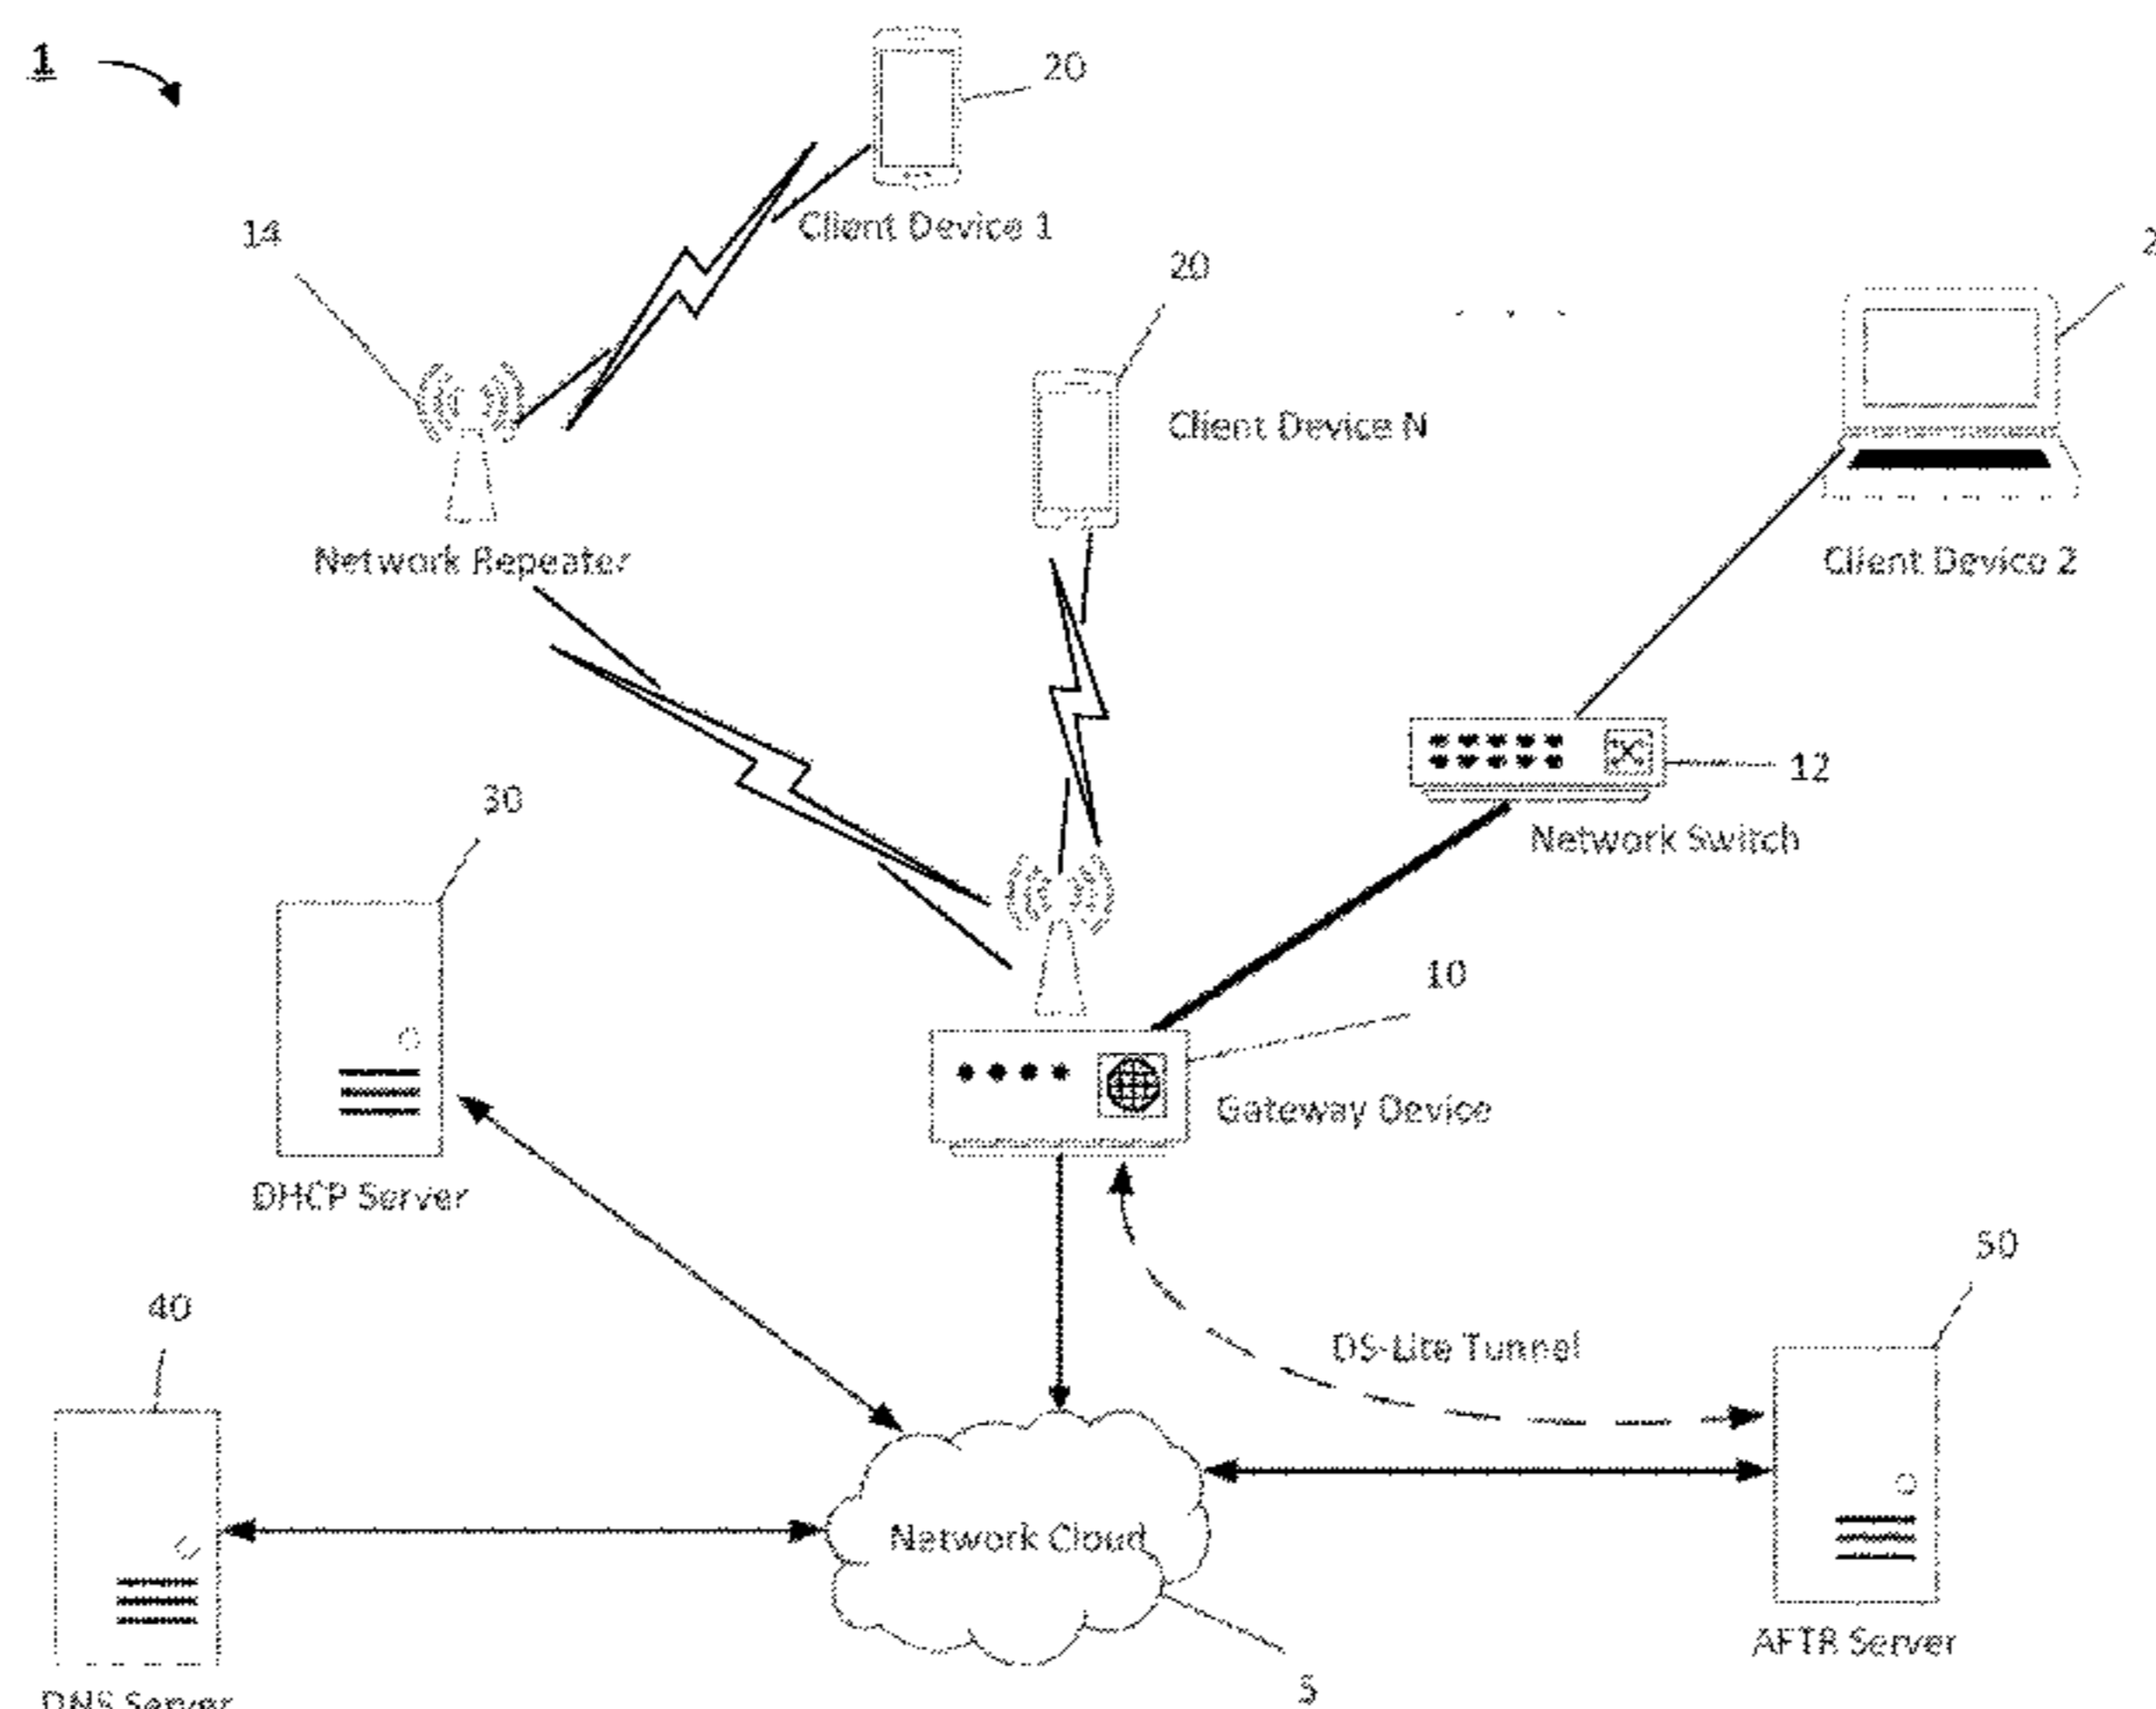 1
20
Client Device 1
14
20
2
Client Device N
Network Repeater
Client Device 2
12
30
Network Switch
10
Gateway Device
DHCP Server
50
40
DS-Lite Tunnel
Network Cloud
AFTR Server
5
DNS Server